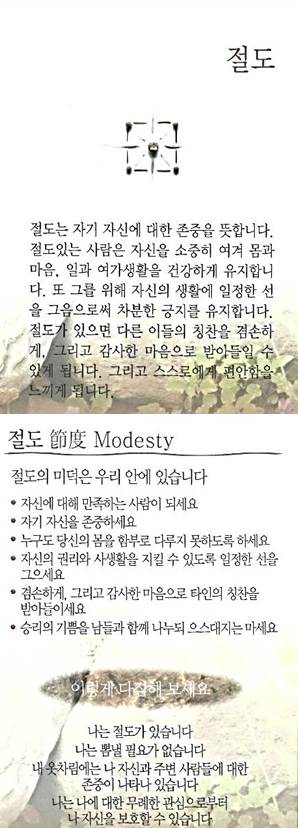 절도
절도는 자기 자신에 대한 존중을 뜻합니다.
절도있는 사람은 자신을 소중히 여겨 몸과
마음, 일과 여가생활을 건강하게 유지합니
다. 또 그를 위해 자신의 생활에 일정한 선
을 그음으로써 차분한 긍지를 유지합니다.
절도가 있으면 다른 이들의 칭찬을 겸손하
게, 그리고 감사한 마음으로 받아들일 수
있게 됩니다. 그리고 스스로에게 편안함을
느끼게 됩니다.
절도 節度 Modesty
절도의 미덕은 우리 안에 있습니다
• 자신에 대해 만족하는 사람이 되세요
• 자기 자신을 존중하세요
• 누구도 당신의 몸을 함부로 다루지 못하도록 하세요
• 자신의 권리와 사생활을 지킬 수 있도록 일정한 선을
그으세요
• 겸손하게, 그리고 감사한 마음으로 타인의 칭찬을
받아들이세요
• 승리의 기쁨을 남들과 함께 나누되 으스대지는 마세요
이렇게 다짐해 보세요
나는 절도가 있습니다
나는 뽐낼 필요가 없습니다
내 옷차림에는 나 자신과 주변 사람들에 대한
존중이 나타나 있습니다
나는 나에 대한 무례한 관심으로부터
나 자신을 보호할 수 있습니다